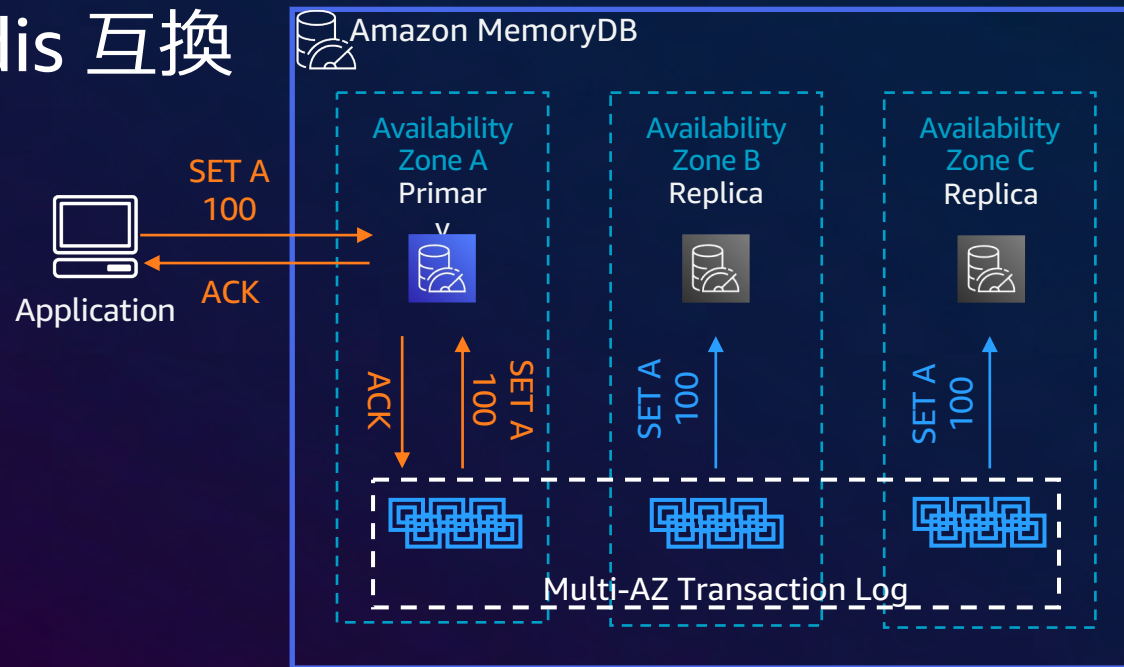 dis 互換
Amazon MemoryDB
Availability
Zone A
Primar
y
Availability
Zone B
Replica
Availability
Zone C
Replica
SET A
100
ACK
Application
ACK
SET A
100
SET A
100
SET A
100
Multi-AZ Transaction Log